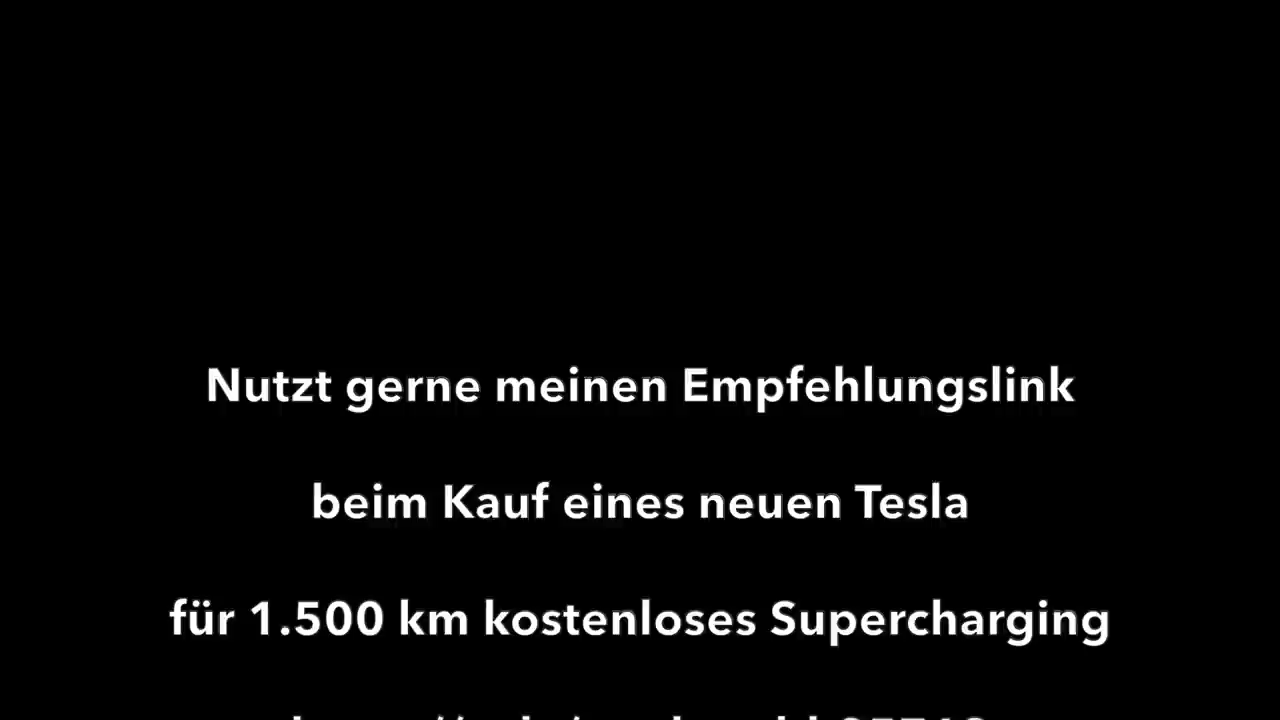 Nutzt gerne meinen Empfehlungslink
beim Kauf eines neuen Tesla
für 1.500 km kostenloses Supercharging